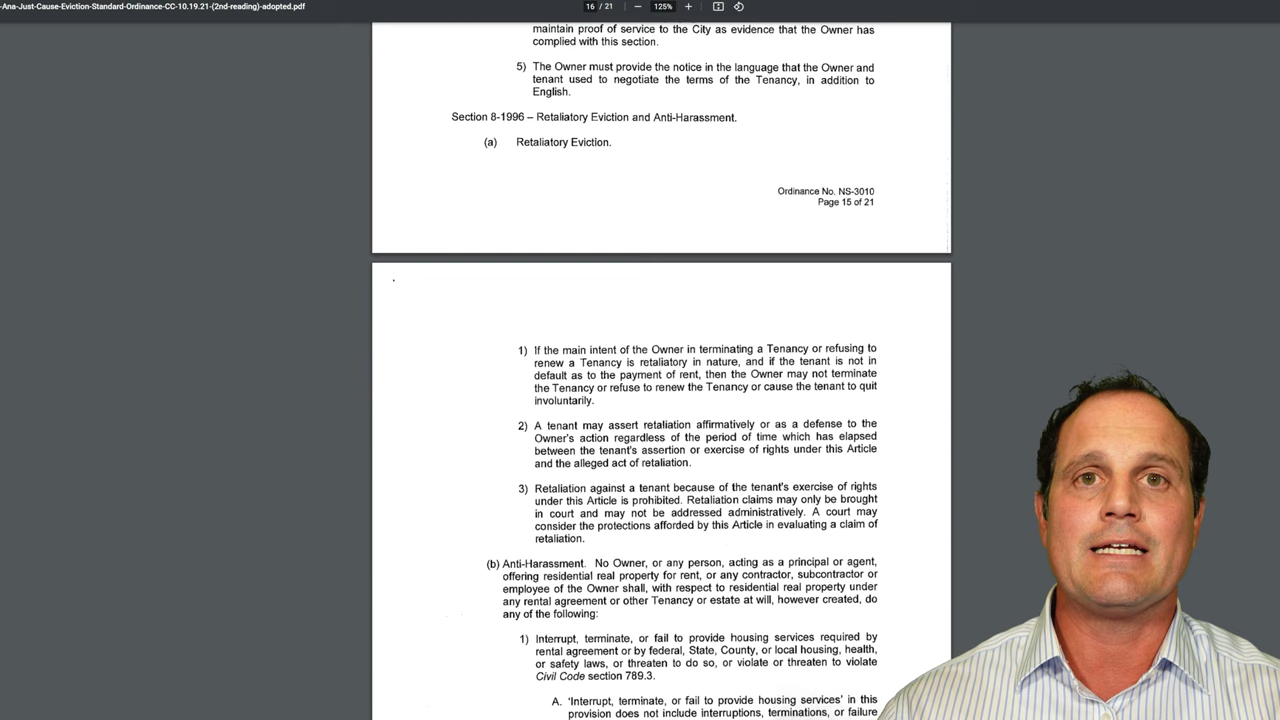 -Ana-Just-Cause-Eviction-Standard-Ordinance-CC-10.19.21-(2nd-reading)-adopted.pdf
16 / 21
125%
maintain proof of service to the City as evidence that the Owner has
complied with this section.
5) The Owner must provide the notice in the language that the Owner and
tenant used to negotiate the terms of the Tenancy, in addition to
English.
Section 8-1996 – Retaliatory Eviction and Anti-Harassment.
(a) Retaliatory Eviction.
Ordinance No. NS-3010
Page 15 of 21
1) If the main intent of the Owner in terminating a Tenancy or refusing to
renew a Tenancy is retaliatory in nature, and if the tenant is not in
default as to the payment of rent, then the Owner may not terminate
the Tenancy or refuse to renew the Tenancy or cause the tenant to quit
involuntarily.
2) A tenant may assert retaliation affirmatively or as a defense to the
Owner's action regardless of the period of time which has elapsed
between the tenant's assertion or exercise of rights under this Article
and the alleged act of retaliation.
3) Retaliation against a tenant because of the tenant's exercise of rights
under this Article is prohibited. Retaliation claims may only be brought
in court and may not be addressed administratively. A court may
consider the protections afforded by this Article in evaluating a claim of
retaliation.
(b) Anti-Harassment. No Owner, or any person, acting as a principal or agent,
offering residential real property for rent, or any contractor, subcontractor or
employee of the Owner shall, with respect to residential real property under
any rental agreement or other Tenancy or estate at will, however created, do
any of the following:
1) Interrupt, terminate, or fail to provide housing services required by
rental agreement or by federal, State, County, or local housing, health,
or safety laws, or threaten to do so, or violate or threaten to violate
Civil Code section 789.3.
A. 'Interrupt, terminate, or fail to provide housing services' in this
provision does not include interruptions, terminations, or failure